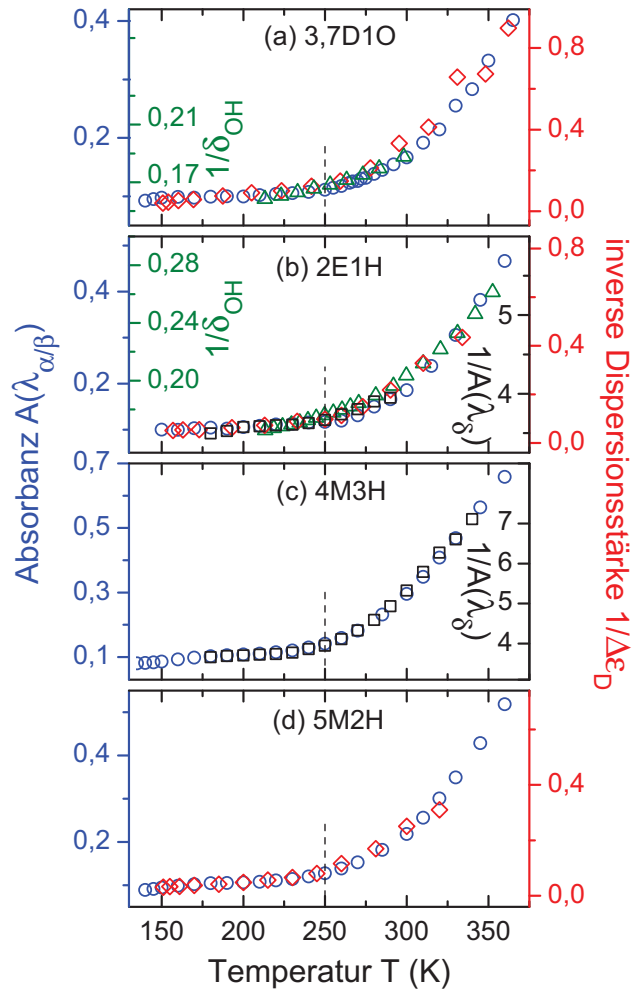 Absorbanz A(λα/β)
inverse Dispersionsstärke 1/ΔεD
(a) 3,7D1O
0,4
0,2
0,21
0,17
1/δOH
0,8
0,4
0,0
(b) 2E1H
0,4
0,2
0,28
0,24
0,20
1/δOH
5
4
1/A(λδ)
0,8
0,4
0,0
(c) 4M3H
0,7
0,5
0,3
0,1
7
6
5
4
1/A(λδ)
(d) 5M2H
0,4
0,2
0,4
0,0
150 200 250 300 350
Temperatur T (K)